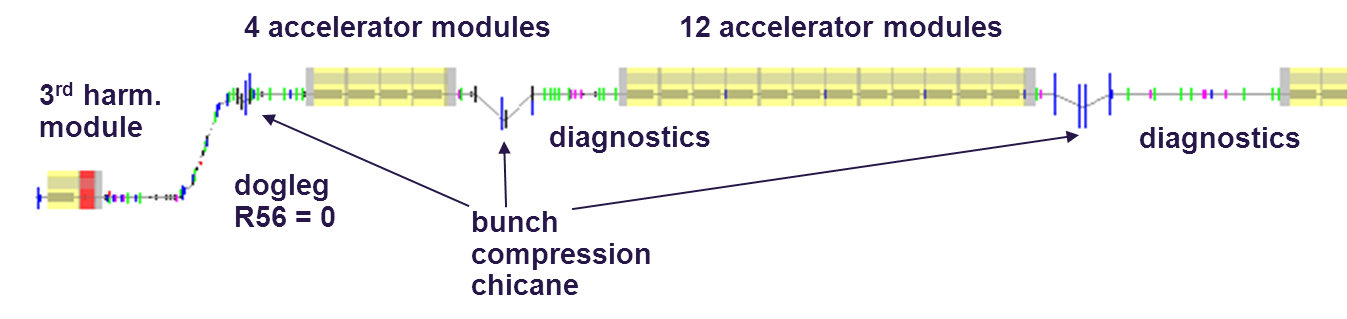 4 accelerator modules
12 accelerator modules
3rd harm.
module
diagnostics
diagnostics
dogleg
R56 = 0
bunch
compression
chicane